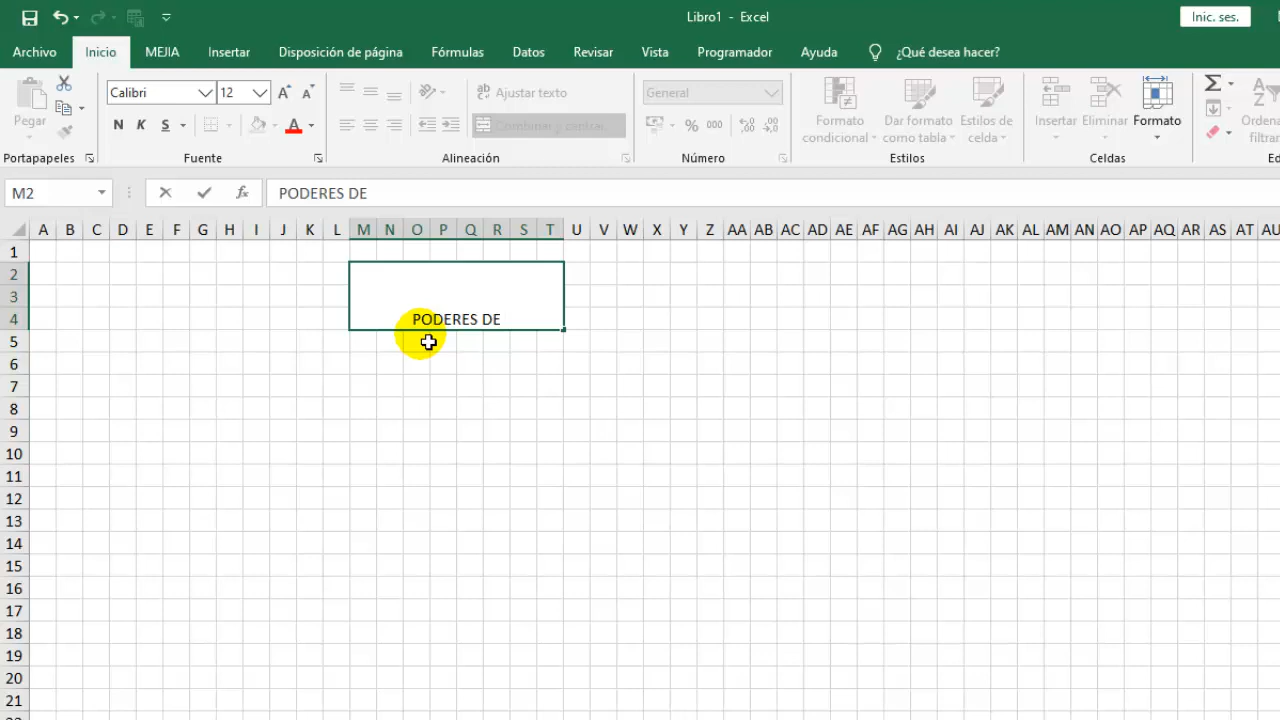 Libro1 - Excel
Inic. ses.
Archivo Inicio MEJIA Insertar Disposición de página Fórmulas Datos Revisar Vista Programador Ayuda ¿Qué desea hacer?
Pegar
Calibri 12 A A
Ajustar texto
General
Formato condicional
Dar formato como tabla
Estilos de celda
Insertar
Eliminar
Formato
N K S A
Combinar y centrar
% 000
Portapapeles Fuente Alineación Número Estilos Celdas
M2 fx PODERES DE
A B C D E F G H I J K L M N O P Q R S T U V W X Y Z AA AB AC AD AE AF AG AH AI AJ AK AL AM AN AO AP AQ AR AS AT AU
1
2
3
4 PODERES DE
5
6
7
8
9
10
11
12
13
14
15
16
17
18
19
20
21